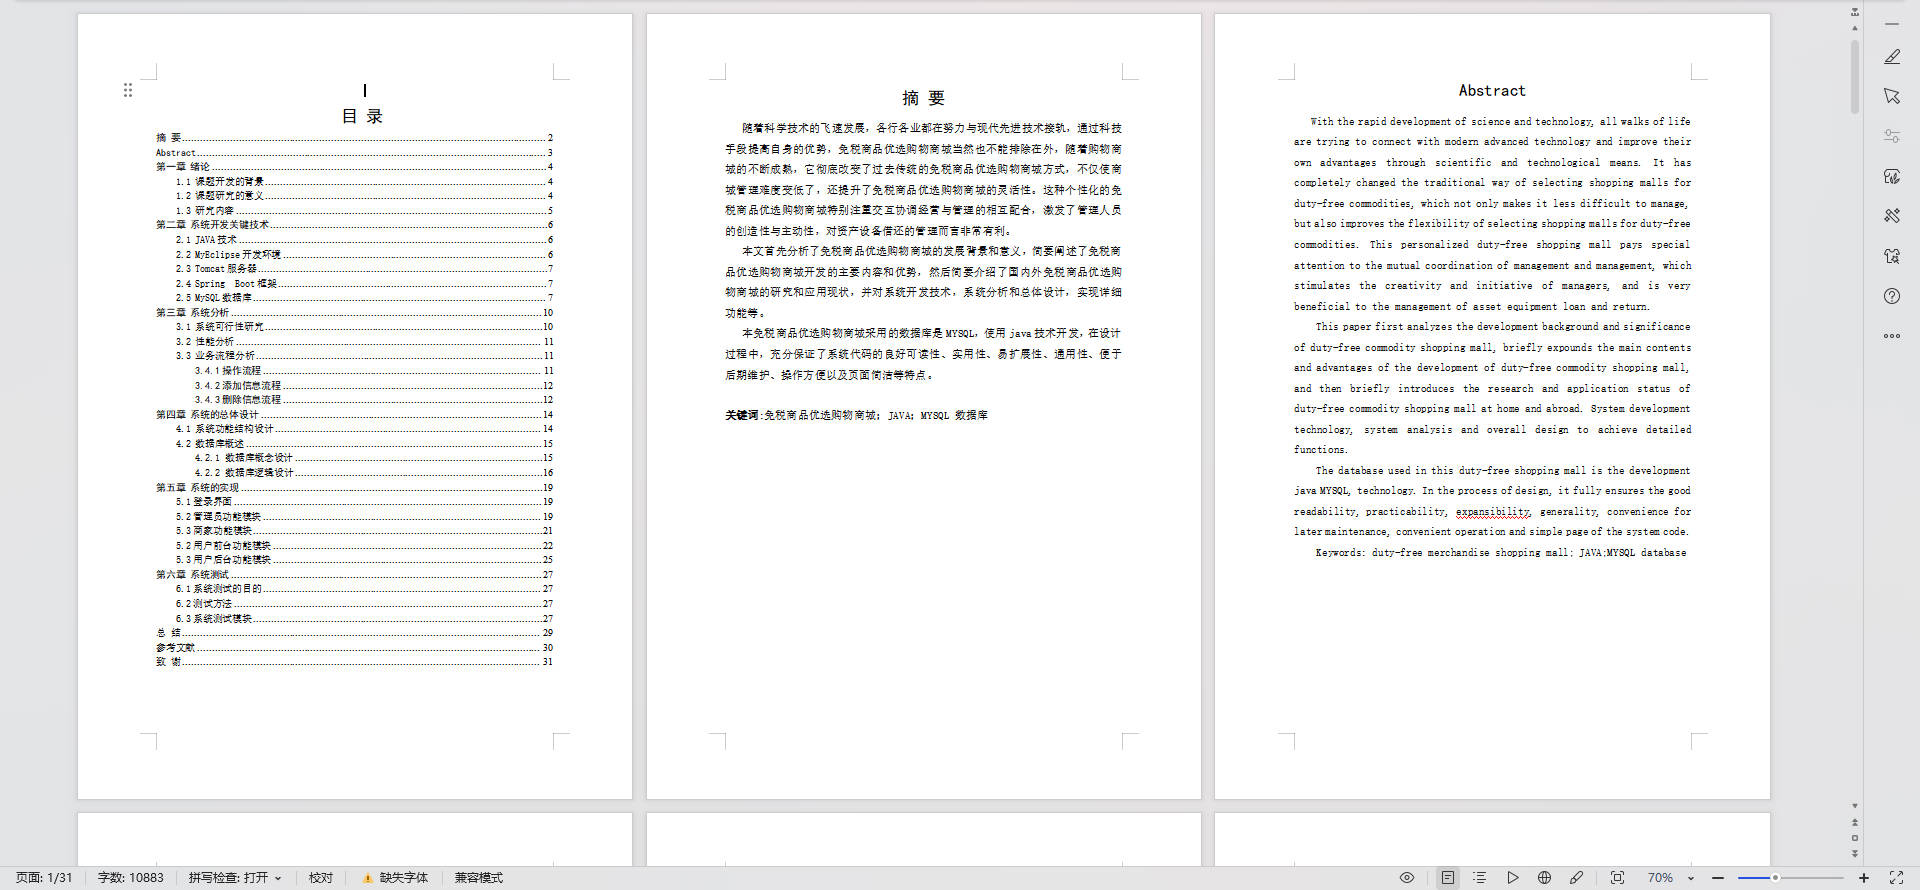 目 录
摘 要 2
Abstract 3
第一章 绪论 4
1.1 课题开发的背景 4
1.2 课题研究的意义 4
1.3 研究内容 5
第二章 系统开发关键技术 6
2.1 JAVA技术 6
2.2 MyEclipse开发环境 6
2.3 Tomcat服务器 7
2.4 Spring Boot框架 7
2.5 MySQL数据库 7
第三章 系统分析 10
3.1 系统可行性研究 10
3.2 性能分析 11
3.3 业务流程分析 11
3.4.1操作流程 11
3.4.2添加信息流程 12
3.4.3删除信息流程 12
第四章 系统的总体设计 14
4.1 系统功能结构设计 14
4.2 数据库概述 15
4.2.1 数据库概念设计 15
4.2.2 数据库逻辑设计 16
第五章 系统的实现 19
5.1登录界面 19
5.2管理员功能模块 19
5.3商家功能模块 21
5.2用户前台功能模块 22
5.3用户后台功能模块 25
第六章 系统测试 27
6.1系统测试的目的 27
6.2测试方法 27
6.3系统测试模块 27
总 结 29
参考文献 30
致 谢 31
摘 要
随着科学技术的飞速发展，各行各业都在努力与现代先进技术接轨，通过科技
手段提高自身的优势，免税商品优选购物商城当然也不能排除在外，随着购物商
城的不断成熟，它彻底改变了过去传统的免税商品优选购物商城方式，不仅使商
城管理难度变低了，还提升了免税商品优选购物商城的灵活性。这种个性化的免
税商品优选购物商城特别注重交互协调经营与管理的相互配合，激发了管理人员
的创造性与主动性，对资产设备借还的管理而言非常有利。
本文首先分析了免税商品优选购物商城的发展背景和意义，简要阐述了免税商
品优选购物商城开发的主要内容和优势，然后简要介绍了国内外免税商品优选购
物商城的研究和应用现状，并对系统开发技术，系统分析和总体设计，实现详细
功能等。
本免税商品优选购物商城采用的数据库是MYSQL，使用java技术开发，在设计
过程中，充分保证了系统代码的良好可读性、实用性、易扩展性、通用性、便于
后期维护、操作方便以及页面简洁等特点。
关键词:免税商品优选购物商城；JAVA；MYSQL 数据库
Abstract
With the rapid development of science and technology, all walks of life
are trying to connect with modern advanced technology and improve their
own advantages through scientific and technological means. It has
completely changed the traditional way of selecting shopping malls for
duty-free commodities, which not only makes it less difficult to manage,
but also improves the flexibility of selecting shopping malls for duty-free
commodities. This personalized duty-free shopping mall pays special
attention to the mutual coordination of management and management, which
stimulates the creativity and initiative of managers, and is very
beneficial to the management of asset equipment loan and return.
This paper first analyzes the development background and significance
of duty-free commodity shopping mall, briefly expounds the main contents
and advantages of the development of duty-free commodity shopping mall,
and then briefly introduces the research and application status of
duty-free commodity shopping mall at home and abroad. System development
technology, system analysis and overall design to achieve detailed
functions.
The database used in this duty-free shopping mall is the development
java MYSQL, technology. In the process of design, it fully ensures the good
readability, practicability, expansibility, generality, convenience for
later maintenance, convenient operation and simple page of the system code.
Keywords: duty-free merchandise shopping mall; JAVA;MYSQL database
页面: 1/31 字数: 10883 拼写检查: 打开 校对 缺失字体 兼容模式 70%